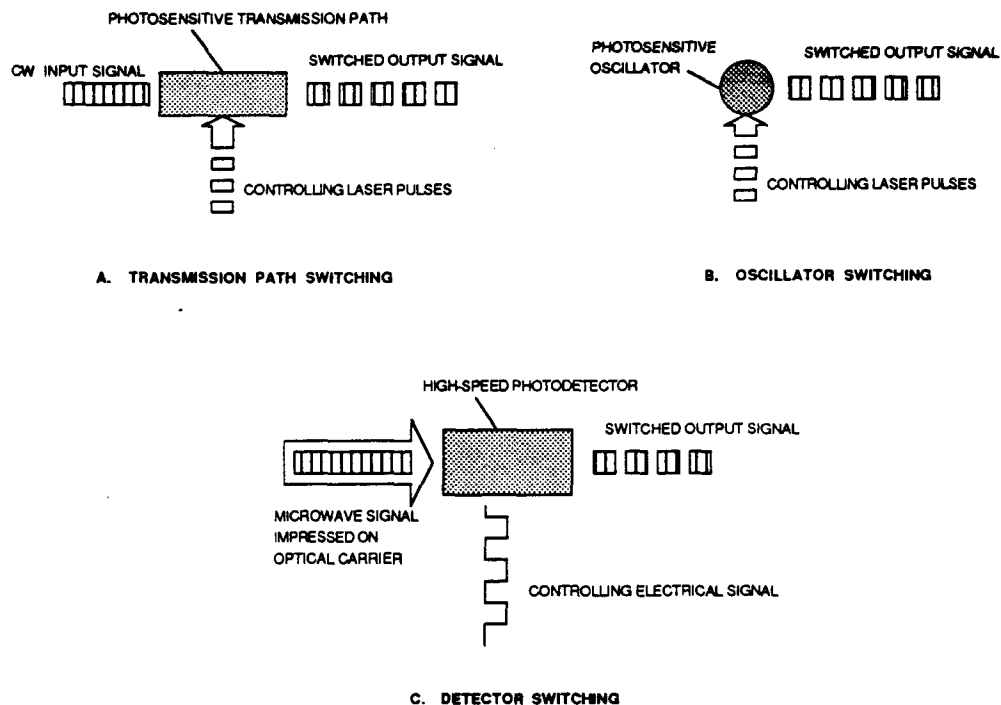 PHOTOSENSITIVE TRANSMISSION PATH
CW INPUT SIGNAL
SWITCHED OUTPUT SIGNAL
CONTROLLING LASER PULSES
A. TRANSMISSION PATH SWITCHING
PHOTOSENSITIVE
OSCILLATOR
SWITCHED OUTPUT SIGNAL
CONTROLLING LASER PULSES
B. OSCILLATOR SWITCHING
HIGH-SPEED PHOTODETECTOR
SWITCHED OUTPUT SIGNAL
MICROWAVE SIGNAL
IMPRESSED ON
OPTICAL CARRIER
CONTROLLING ELECTRICAL SIGNAL
C. DETECTOR SWITCHING